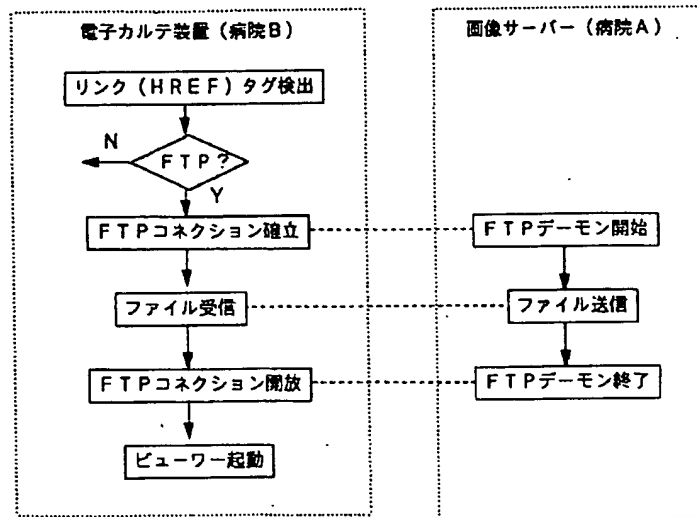 電子カルテ装置（病院B）
画像サーバー（病院A）
リンク（HREF）タグ検出
N
FTP？
Y
FTPコネクション確立
FTPデーモン開始
ファイル受信
ファイル送信
FTPコネクション開放
FTPデーモン終了
ビューワー起動